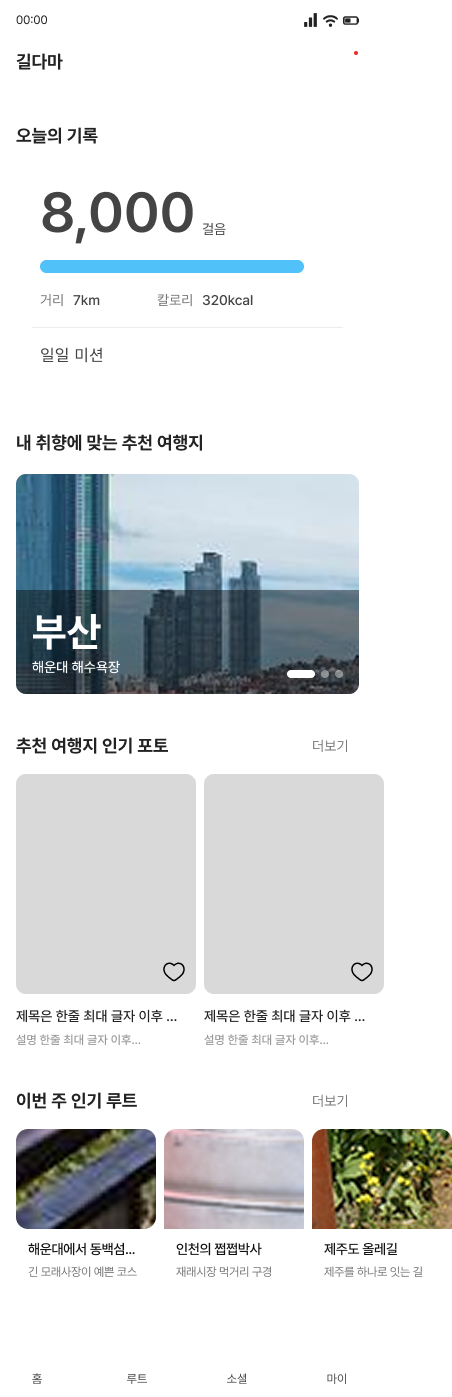 00:00
길다마
오늘의 기록
8,000 걸음
거리 7km 칼로리 320kcal
일일 미션
내 취향에 맞는 추천 여행지
부산
해운대 해수욕장
추천 여행지 인기 포토 더보기
제목은 한줄 최대 글자 이후 ... 제목은 한줄 최대 글자 이후 ...
설명 한줄 최대 글자 이후... 설명 한줄 최대 글자 이후...
이번 주 인기 루트 더보기
해운대에서 동백섬... 인천의 쩝쩝박사 제주도 올레길
긴 모래사장이 예쁜 코스 재래시장 먹거리 구경 제주를 하나로 잇는 길
홈 루트 소셜 마이